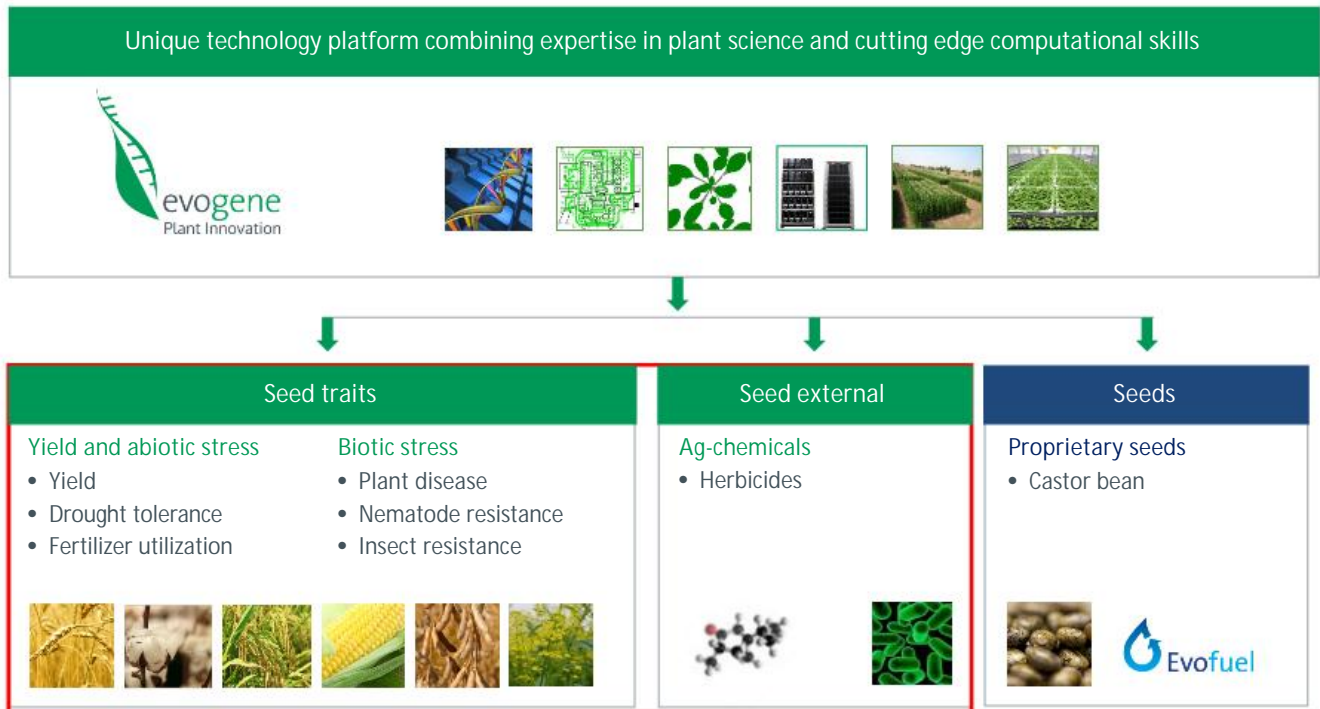 Unique technology platform combining expertise in plant science and cutting edge computational skills
evogene
Plant Innovation
Seed traits
Yield and abiotic stress
• Yield
• Drought tolerance
• Fertilizer utilization
Biotic stress
• Plant disease
• Nematode resistance
• Insect resistance
Seed external
Ag-chemicals
• Herbicides
Seeds
Proprietary seeds
• Castor bean
Evofuel